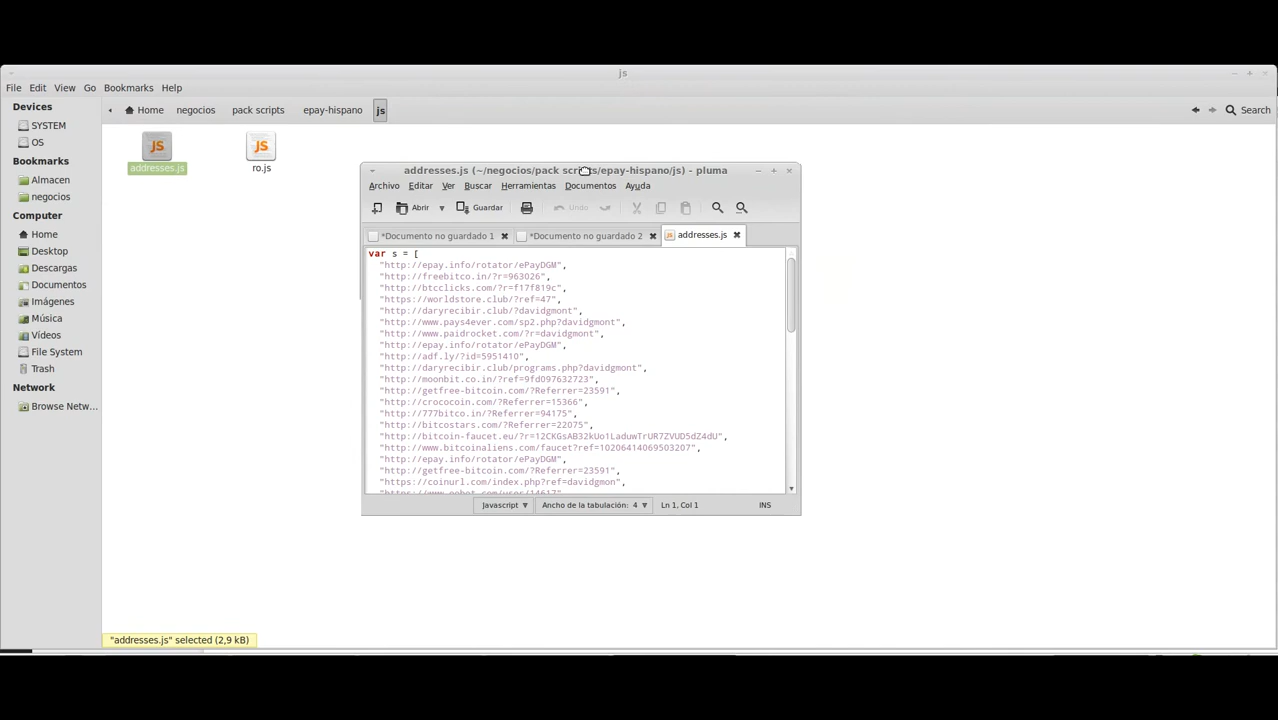 js
File Edit View Go Bookmarks Help
Home negocios pack scripts epay-hispano js Search
Devices
SYSTEM
OS
Bookmarks
Almacen
negocios
Computer
Home
Desktop
Descargas
Documentos
Imágenes
Música
Vídeos
File System
Trash
Network
Browse Netw...
JS
addresses.js
JS
ro.js
addresses.js (~/negocios/pack scripts/epay-hispano/js) - pluma
Archivo Editar Ver Buscar Herramientas Documentos Ayuda
Abrir Guardar Undo
*Documento no guardado 1 *Documento no guardado 2 addresses.js
var s = [
"http://epay.info/rotator/ePayDGM",
"http://freebitco.in/?r=963026",
"http://btcclicks.com/?r=f17f819c",
"https://worldstore.club/?ref=47",
"http://daryrecibir.club/?davidgmont",
"http://www.pays4ever.com/sp2.php?davidgmont",
"http://www.paidrocket.com/?r=davidgmont",
"http://epay.info/rotator/ePayDGM",
"http://adf.ly/?id=5951410",
"http://daryrecibir.club/programs.php?davidgmont",
"http://moonbit.co.in/?ref=9fd097632723",
"http://getfree-bitcoin.com/?Referrer=23591",
"http://crococoin.com/?Referrer=15366",
"http://777bitco.in/?Referrer=94175",
"http://bitcostars.com/?Referrer=22075",
"http://bitcoin-faucet.eu/?r=12CKGsAB32kUo1LaduwTrUR7ZVUD5dZ4dU",
"http://www.bitcoinaliens.com/faucet?ref=10206414069503207",
"http://epay.info/rotator/ePayDGM",
"http://getfree-bitcoin.com/?Referrer=23591",
"https://coinurl.com/index.php?ref=davidgmon",
Javascript Ancho de la tabulación: 4 Ln 1, Col 1 INS
"addresses.js" selected (2,9 kB)